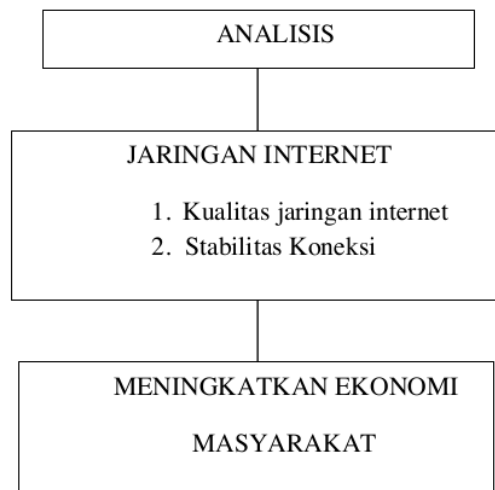 ANALISIS
JARINGAN INTERNET
1. Kualitas jaringan internet
2. Stabilitas Koneksi
MENINGKATKAN EKONOMI
MASYARAKAT